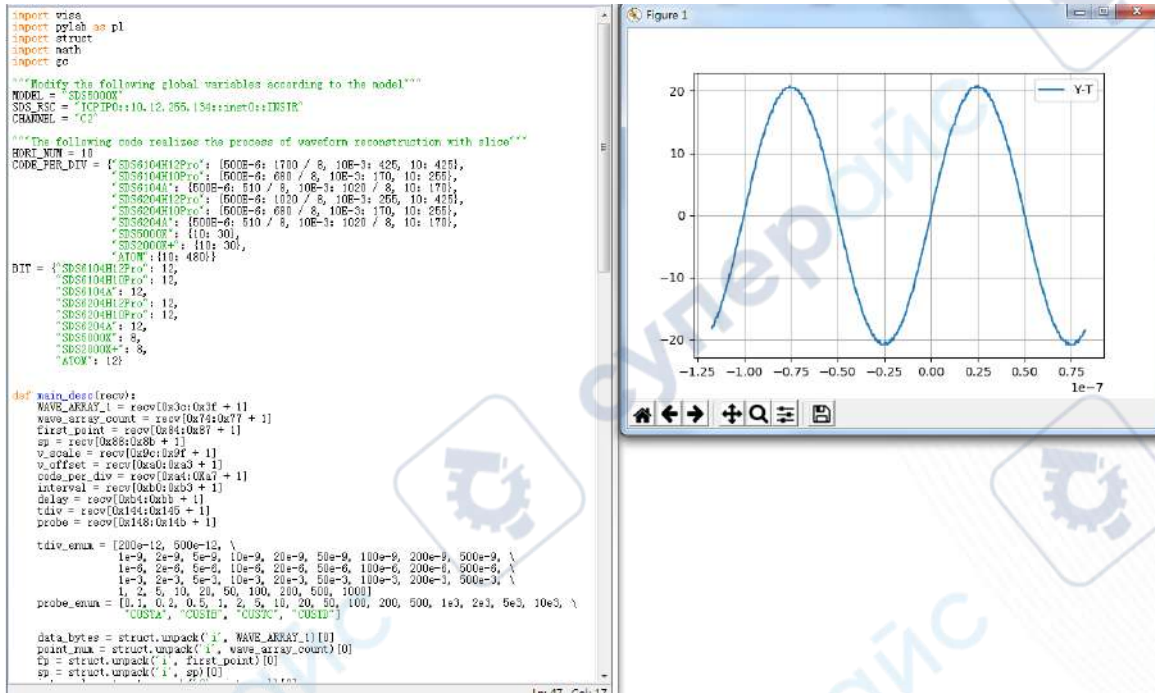 import visa
import pylab as pl
import struct
import math
import gc
"""Modify the following global variables according to the model"""
MODEL = "SDS5000X"
SDS_RSC = "TCPIP0::10.12.255.134::inst0::INSTR"
CHANNEL = "C2"
"""The following code realizes the process of waveform reconstruction with slice"""
HORI_NUM = 10
CODE_PER_DIV = {"SDS6104H12Pro": {500E-6: 1700 / 8, 10E-3: 425, 10: 425},
"SDS6104H10Pro": {500E-6: 680 / 8, 10E-3: 170, 10: 255},
"SDS6104A": {500E-6: 510 / 8, 10E-3: 1020 / 8, 10: 170},
"SDS6204H12Pro": {500E-6: 1020 / 8, 10E-3: 255, 10: 425},
"SDS6204H10Pro": {500E-6: 680 / 8, 10E-3: 170, 10: 255},
"SDS6204A": {500E-6: 510 / 8, 10E-3: 1020 / 8, 10: 170},
"SDS5000X": {10: 30},
"SDS2000X+": {10: 30},
"ATOM": {10: 480}}
BIT = {"SDS6104H12Pro": 12,
"SDS6104H10Pro": 12,
"SDS6104A": 12,
"SDS6204H12Pro": 12,
"SDS6204H10Pro": 12,
"SDS6204A": 12,
"SDS5000X": 8,
"SDS2000X+": 8,
"ATOM": 12}
def main_desc(recv):
WAVE_ARRAY_1 = recv[0x3c:0x3f + 1]
wave_array_count = recv[0x74:0x77 + 1]
first_point = recv[0x84:0x87 + 1]
sp = recv[0x88:0x8b + 1]
v_scale = recv[0x9c:0x9f + 1]
v_offset = recv[0xa0:0xa3 + 1]
code_per_div = recv[0xa4:0Xa7 + 1]
interval = recv[0xb0:0xb3 + 1]
delay = recv[0xb4:0xbb + 1]
tdiv = recv[0x144:0x145 + 1]
probe = recv[0x148:0x14b + 1]
tdiv_enum = [200e-12, 500e-12, \
1e-9, 2e-9, 5e-9, 10e-9, 20e-9, 50e-9, 100e-9, 200e-9, 500e-9, \
1e-6, 2e-6, 5e-6, 10e-6, 20e-6, 50e-6, 100e-6, 200e-6, 500e-6, \
1e-3, 2e-3, 5e-3, 10e-3, 20e-3, 50e-3, 100e-3, 200e-3, 500e-3, \
1, 2, 5, 10, 20, 50, 100, 200, 500, 1000]
probe_enum = [0.1, 0.2, 0.5, 1, 2, 5, 10, 20, 50, 100, 200, 500, 1e3, 2e3, 5e3, 10e3, \
"CUSTA", "CUSTB", "CUSTC", "CUSTD"]
data_bytes = struct.unpack('i', WAVE_ARRAY_1)[0]
point_num = struct.unpack('i', wave_array_count)[0]
fp = struct.unpack('i', first_point)[0]
sp = struct.unpack('i', sp)[0]
Ln: 47 Col: 17
Figure 1
Y-T
20
10
0
−10
−20
−1.25 −1.00 −0.75 −0.50 −0.25 0.00 0.25 0.50 0.75
1e−7
суперайс